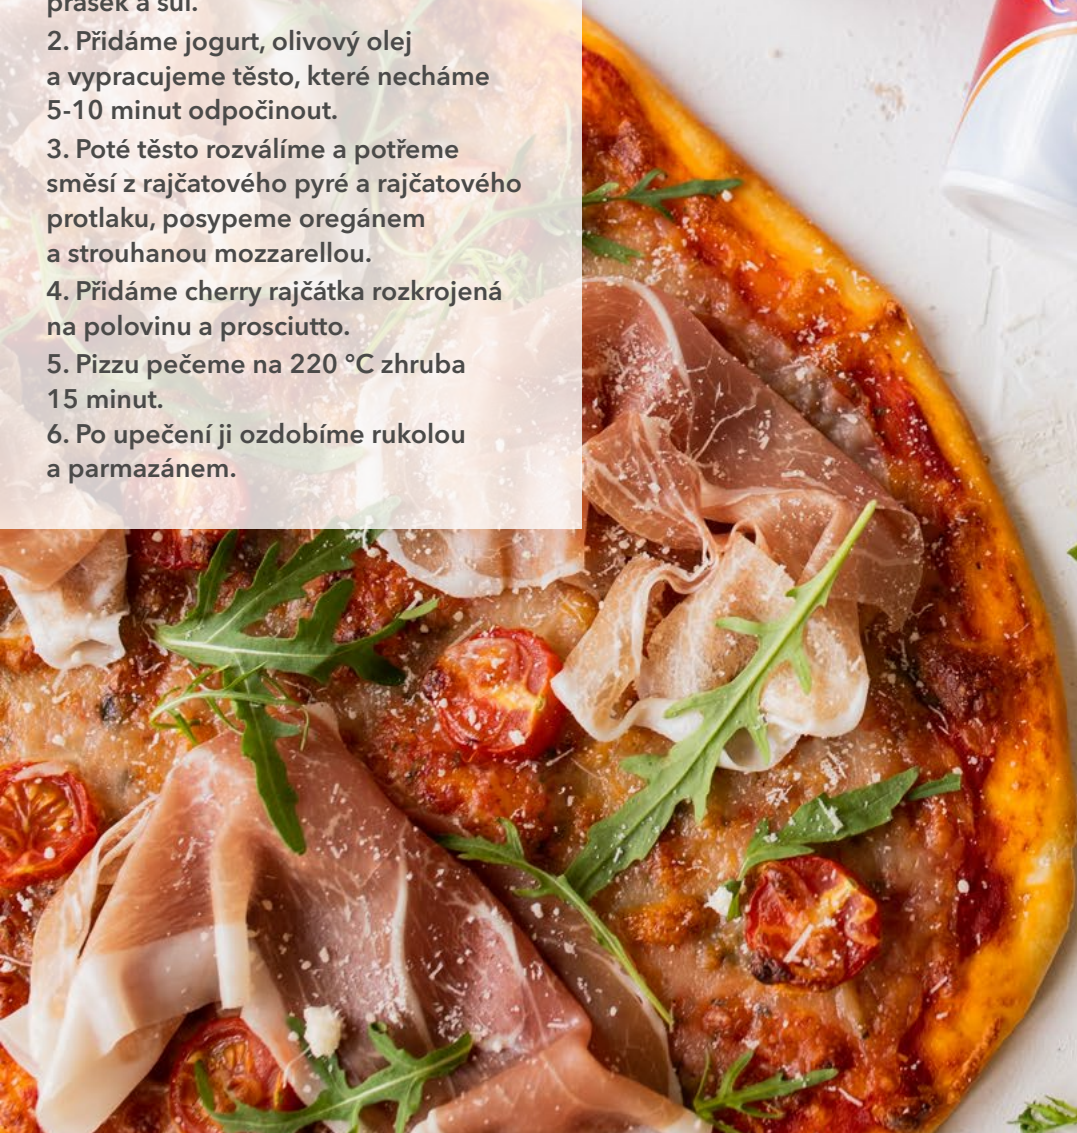 prášek a sůl.
2. Přidáme jogurt, olivový olej
a vypracujeme těsto, které necháme
5-10 minut odpočinout.
3. Poté těsto rozválíme a potřeme
směsí z rajčatového pyré a rajčatového
protlaku, posypeme oregánem
a strouhanou mozzarellou.
4. Přidáme cherry rajčátka rozkrojená
na polovinu a prosciutto.
5. Pizzu pečeme na 220 °C zhruba
15 minut.
6. Po upečení ji ozdobíme rukolou
a parmazánem.